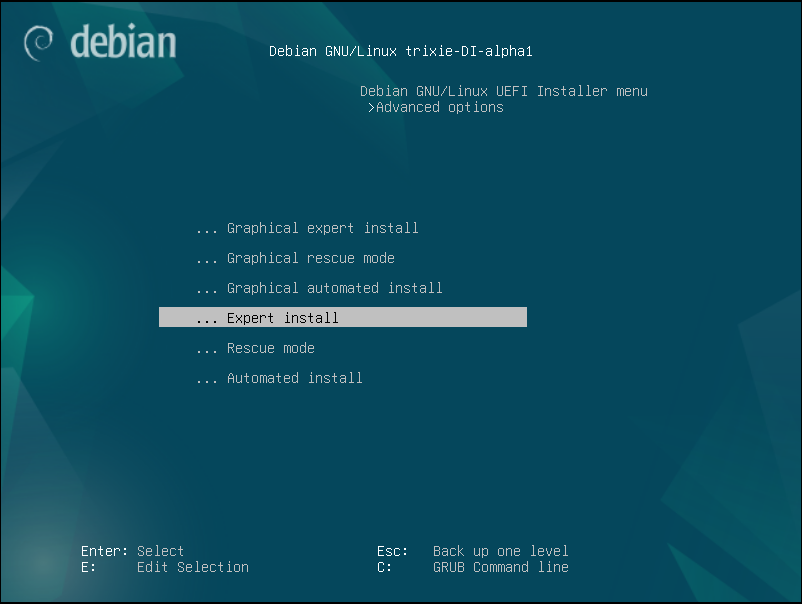 debian
Debian GNU/Linux trixie-DI-alpha1
Debian GNU/Linux UEFI Installer menu
>Advanced options
... Graphical expert install
... Graphical rescue mode
... Graphical automated install
... Expert install
... Rescue mode
... Automated install
Enter: Select Esc: Back up one level
E: Edit Selection C: GRUB Command line